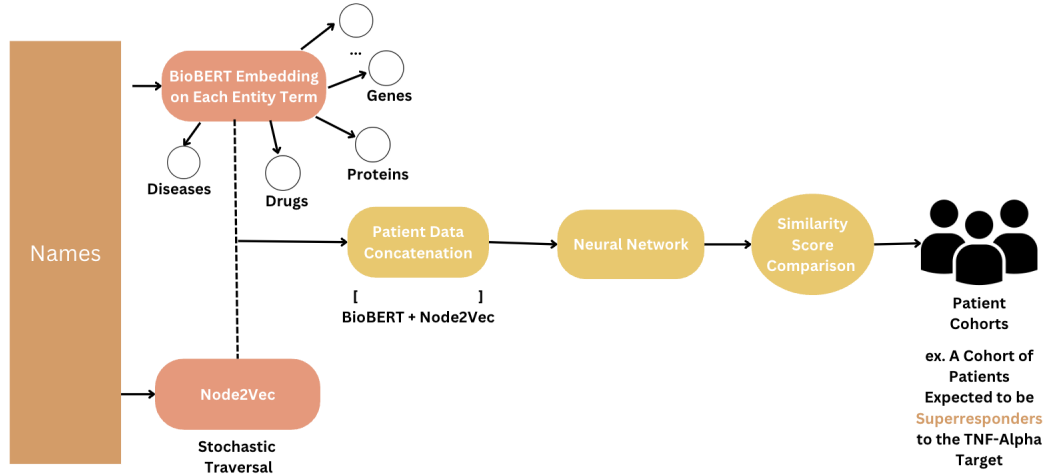 Names
BioBERT Embedding
on Each Entity Term
...
Genes
Proteins
Drugs
Diseases
Patient Data
Concatenation
[ ]
BioBERT + Node2Vec
Neural Network
Similarity
Score
Comparison
Patient
Cohorts
ex. A Cohort of
Patients
Expected to be
Superresponders
to the TNF-Alpha
Target
Node2Vec
Stochastic
Traversal